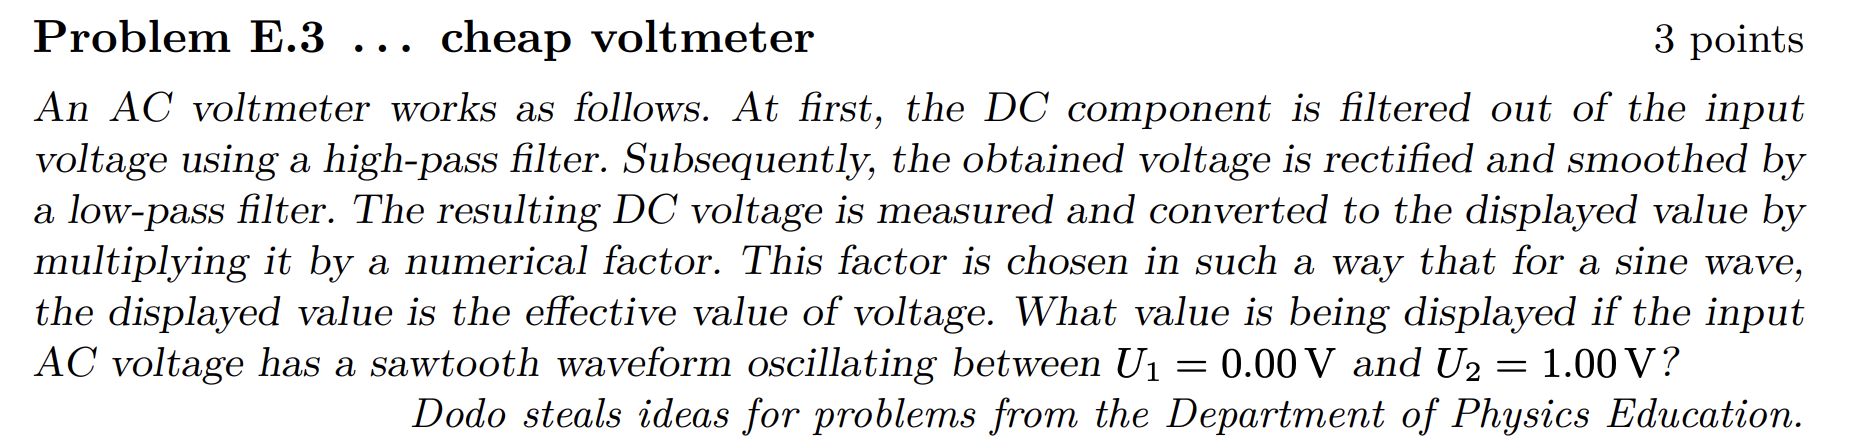 Problem E.3 ... cheap voltmeter 3 points
An AC voltmeter works as follows. At first, the DC component is filtered out of the input
voltage using a high-pass filter. Subsequently, the obtained voltage is rectified and smoothed by
a low-pass filter. The resulting DC voltage is measured and converted to the displayed value by
multiplying it by a numerical factor. This factor is chosen in such a way that for a sine wave,
the displayed value is the effective value of voltage. What value is being displayed if the input
AC voltage has a sawtooth waveform oscillating between U₁ = 0.00 V and U₂ = 1.00 V?
Dodo steals ideas for problems from the Department of Physics Education.